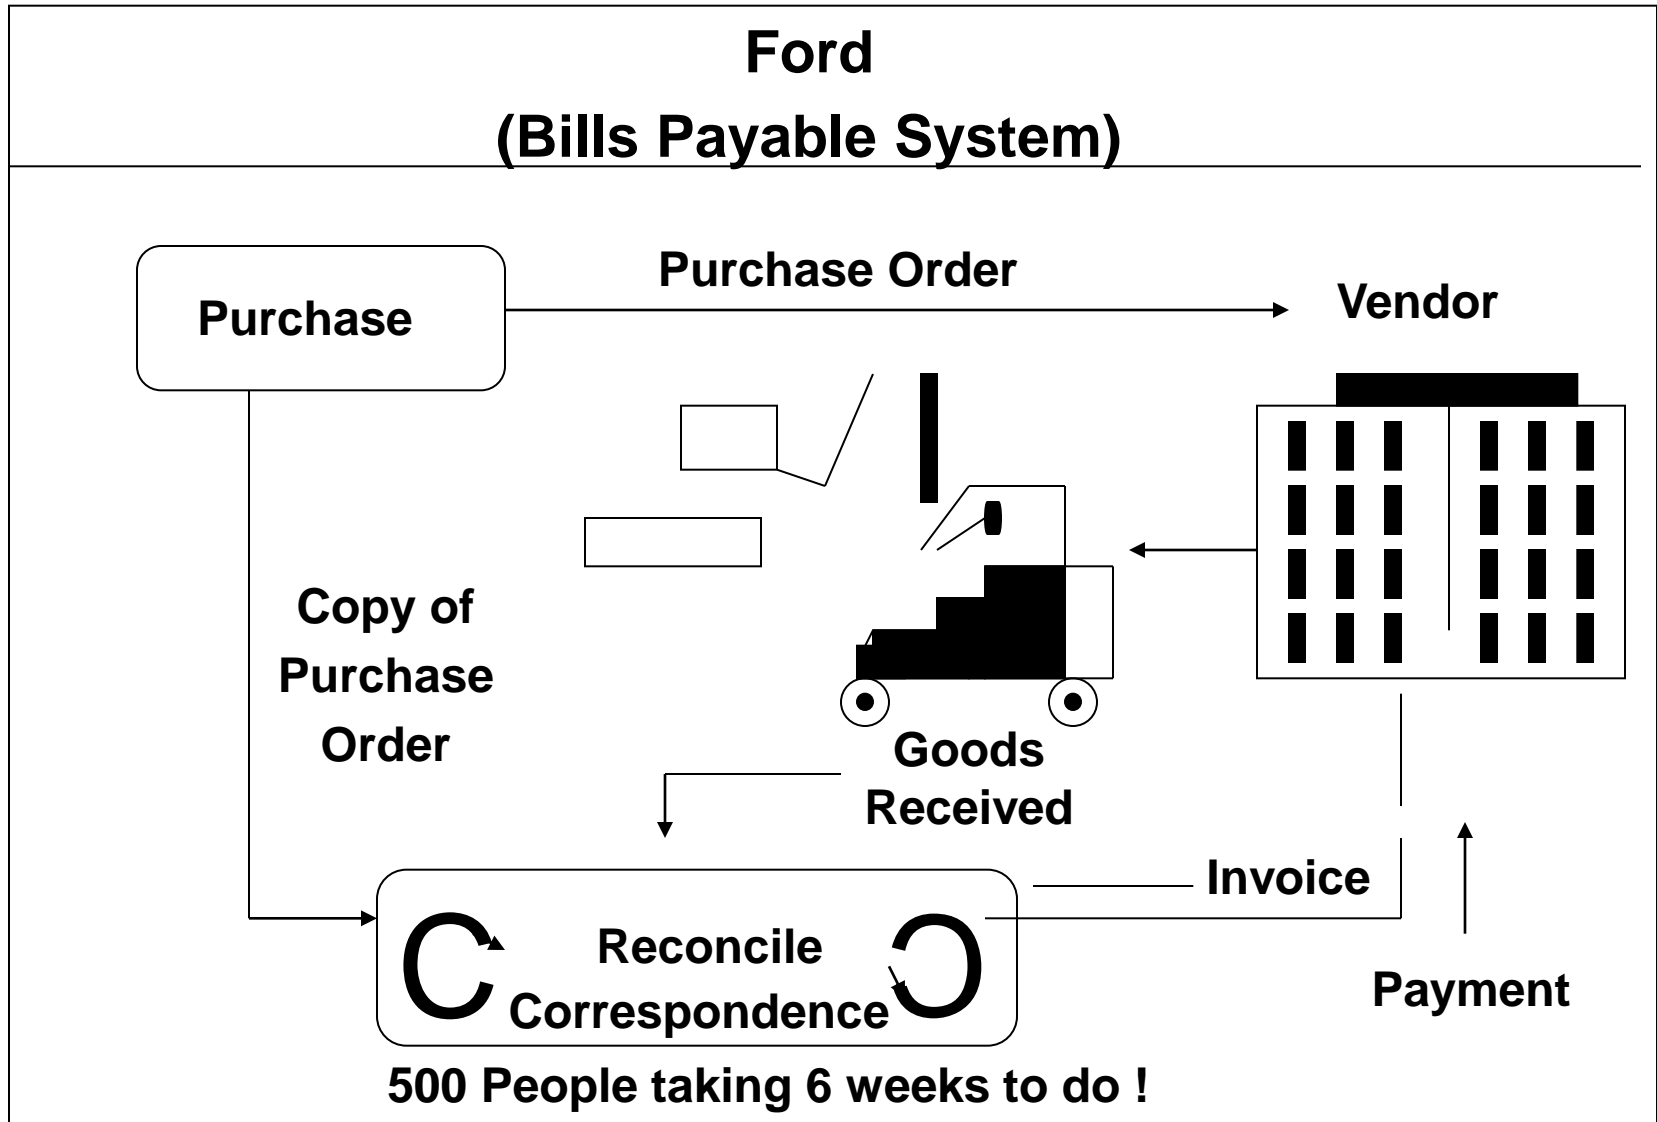 Ford
(Bills Payable System)
Purchase
Purchase Order
Vendor
Copy of
Purchase
Order
Goods
Received
Invoice
Reconcile
Correspondence
Payment
500 People taking 6 weeks to do !